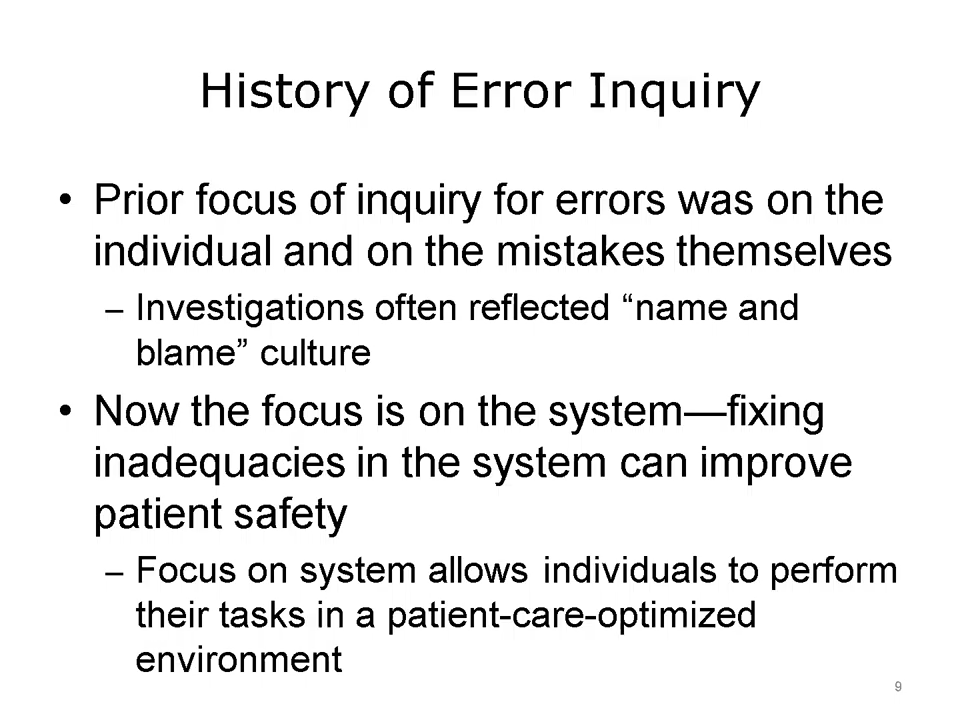 History of Error Inquiry
• Prior focus of inquiry for errors was on the
individual and on the mistakes themselves
– Investigations often reflected “name and
blame” culture
• Now the focus is on the system—fixing
inadequacies in the system can improve
patient safety
– Focus on system allows individuals to perform
their tasks in a patient-care-optimized
environment
9